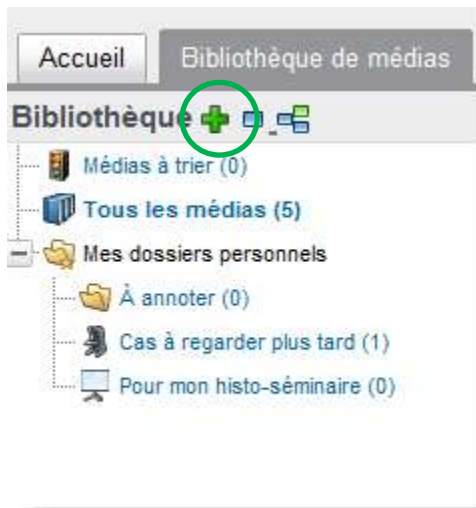 Accueil Bibliothèque de médias
Bibliothèque
Médias à trier (0)
Tous les médias (5)
Mes dossiers personnels
À annoter (0)
Cas à regarder plus tard (1)
Pour mon histo-séminaire (0)